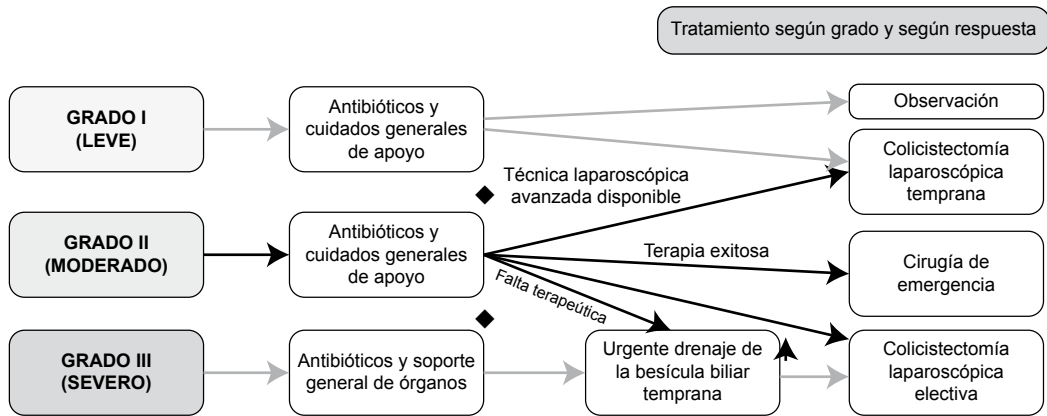 Tratamiento según grado y según respuesta
GRADO I
(LEVE)
Antibióticos y
cuidados generales
de apoyo
Observación
Colicistectomía
laparoscópica
temprana
Técnica laparoscópica
avanzada disponible
GRADO II
(MODERADO)
Antibióticos y
cuidados generales
de apoyo
Terapia exitosa
Falta terapeútica
Cirugía de
emergencia
GRADO III
(SEVERO)
Antibióticos y soporte
general de órganos
Urgente drenaje de
la besícula biliar
temprana
Colicistectomía
laparoscópica
electiva